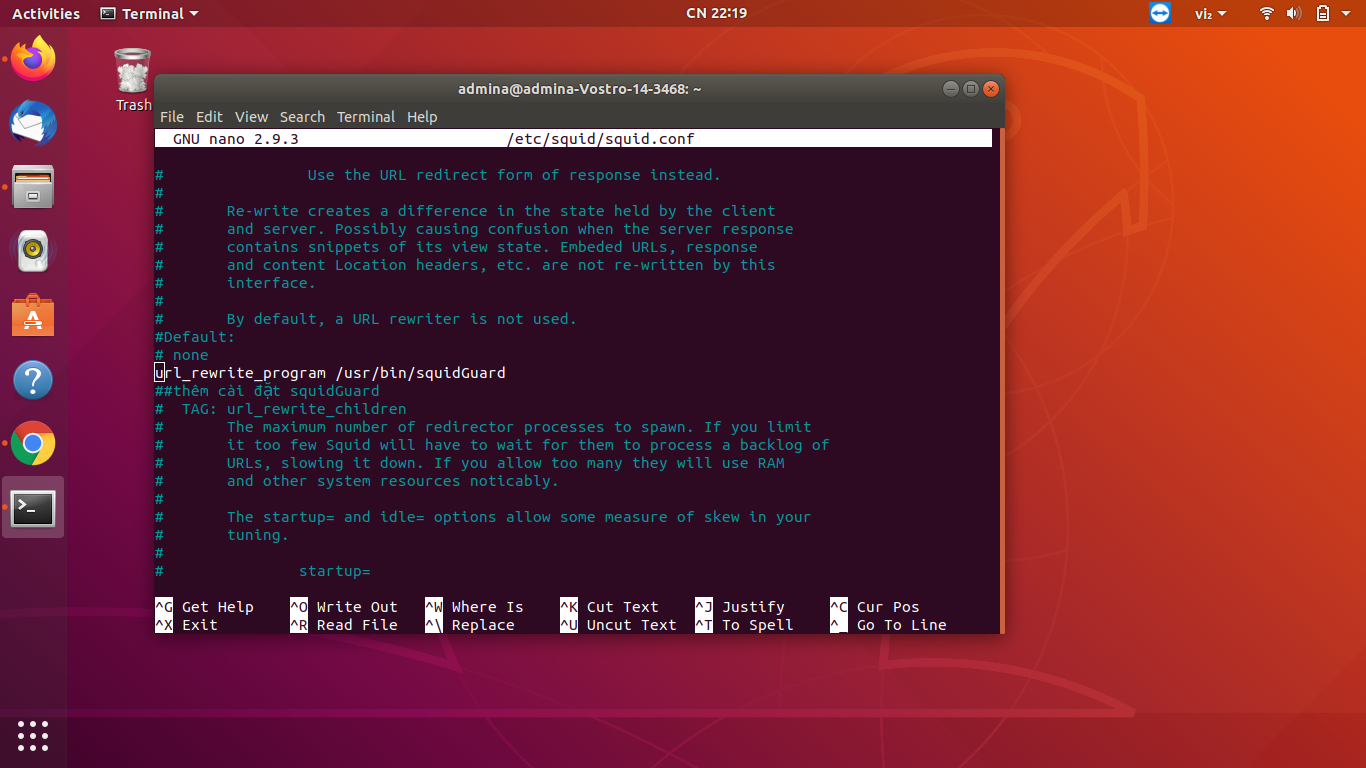 Activities Terminal CN 22:19 vi₂
Trash
admina@admina-Vostro-14-3468: ~
File Edit View Search Terminal Help
GNU nano 2.9.3 /etc/squid/squid.conf
# Use the URL redirect form of response instead.
#
# Re-write creates a difference in the state held by the client
# and server. Possibly causing confusion when the server response
# contains snippets of its view state. Embeded URLs, response
# and content Location headers, etc. are not re-written by this
# interface.
#
# By default, a URL rewriter is not used.
#Default:
# none
url_rewrite_program /usr/bin/squidGuard
##thêm cài đặt squidGuard
# TAG: url_rewrite_children
# The maximum number of redirector processes to spawn. If you limit
# it too few Squid will have to wait for them to process a backlog of
# URLs, slowing it down. If you allow too many they will use RAM
# and other system resources noticably.
#
# The startup= and idle= options allow some measure of skew in your
# tuning.
#
# startup=
^G Get Help ^O Write Out ^W Where Is ^K Cut Text ^J Justify ^C Cur Pos
^X Exit ^R Read File ^\ Replace ^U Uncut Text ^T To Spell ^_ Go To Line